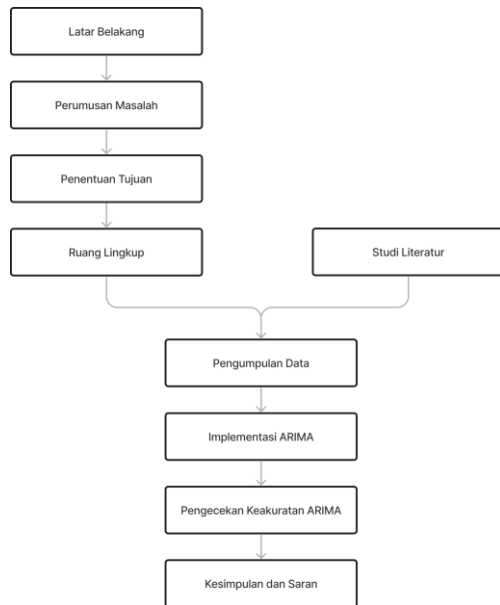 Latar Belakang
Perumusan Masalah
Penentuan Tujuan
Ruang Lingkup
Studi Literatur
Pengumpulan Data
Implementasi ARIMA
Pengecekan Keakuratan ARIMA
Kesimpulan dan Saran